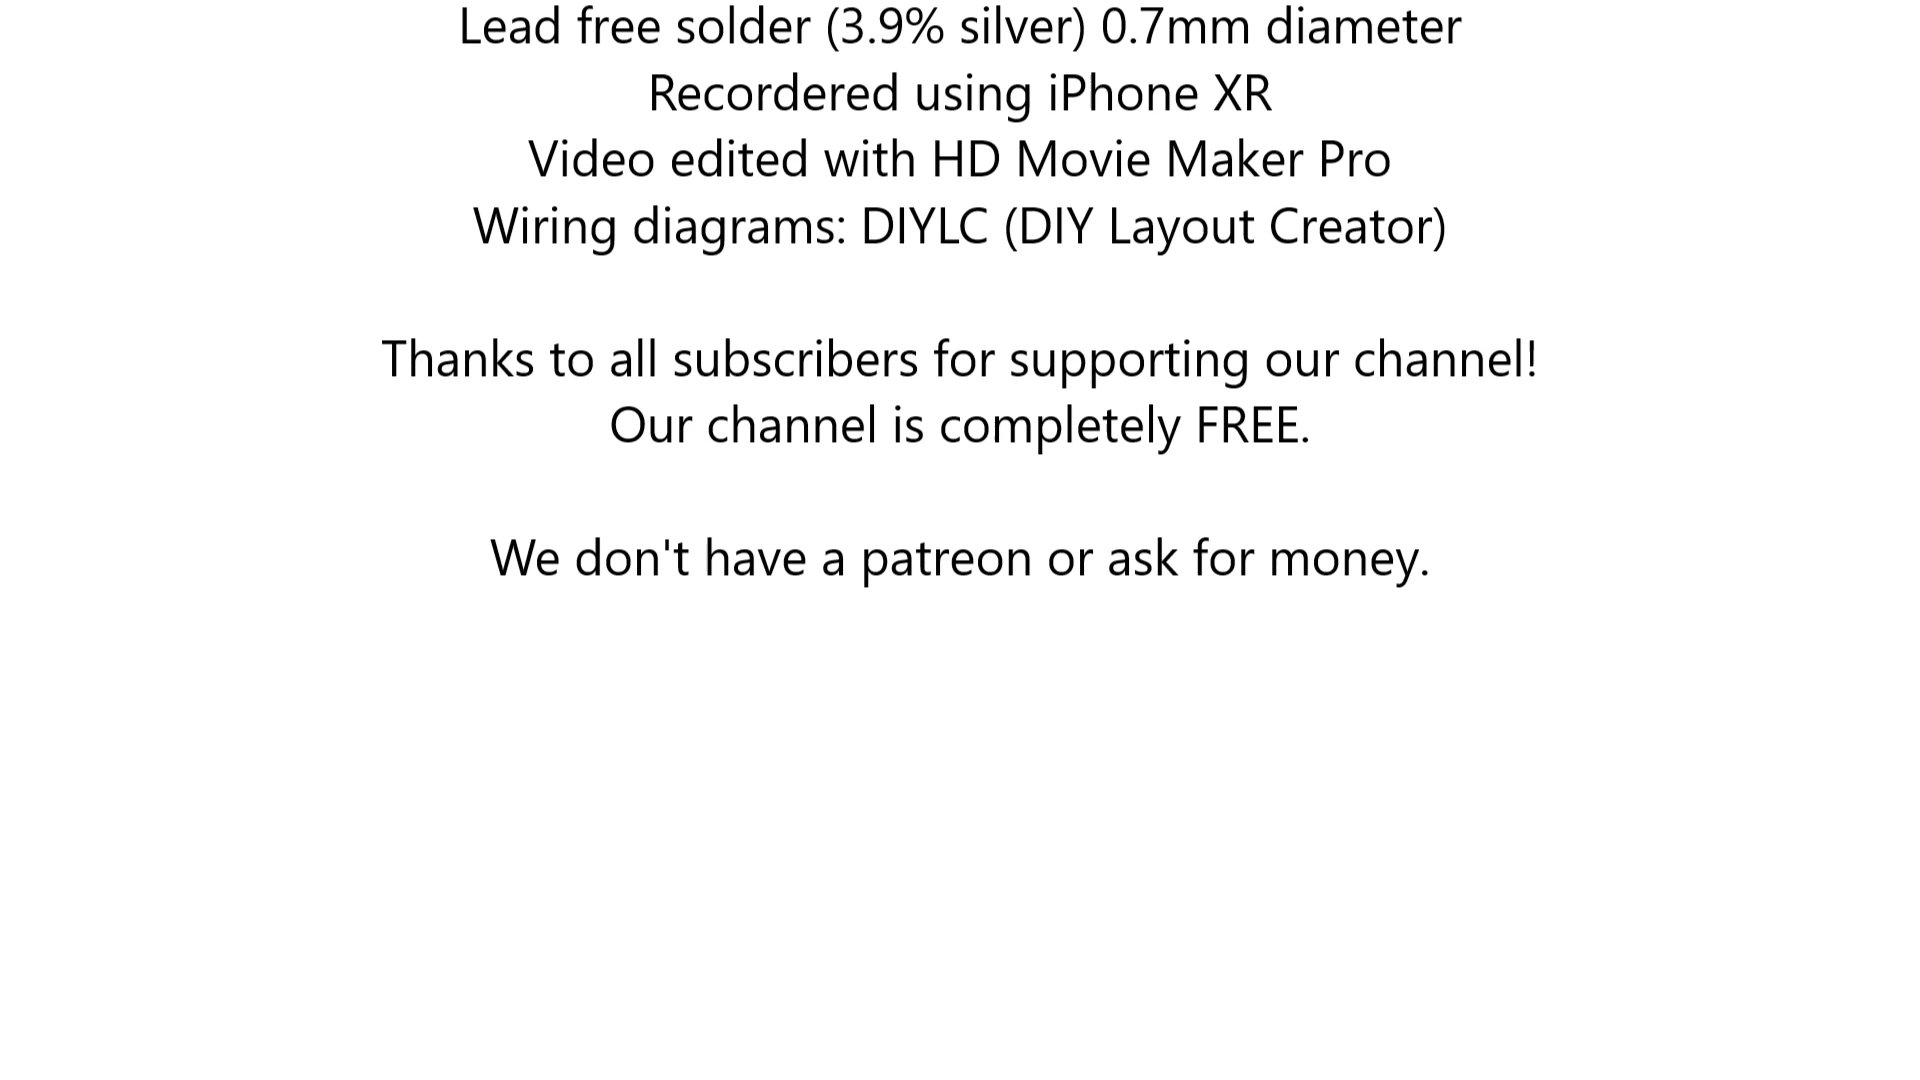 Lead free solder (3.9% silver) 0.7mm diameter
Recordered using iPhone XR
Video edited with HD Movie Maker Pro
Wiring diagrams: DIYLC (DIY Layout Creator)
Thanks to all subscribers for supporting our channel!
Our channel is completely FREE.
We don't have a patreon or ask for money.